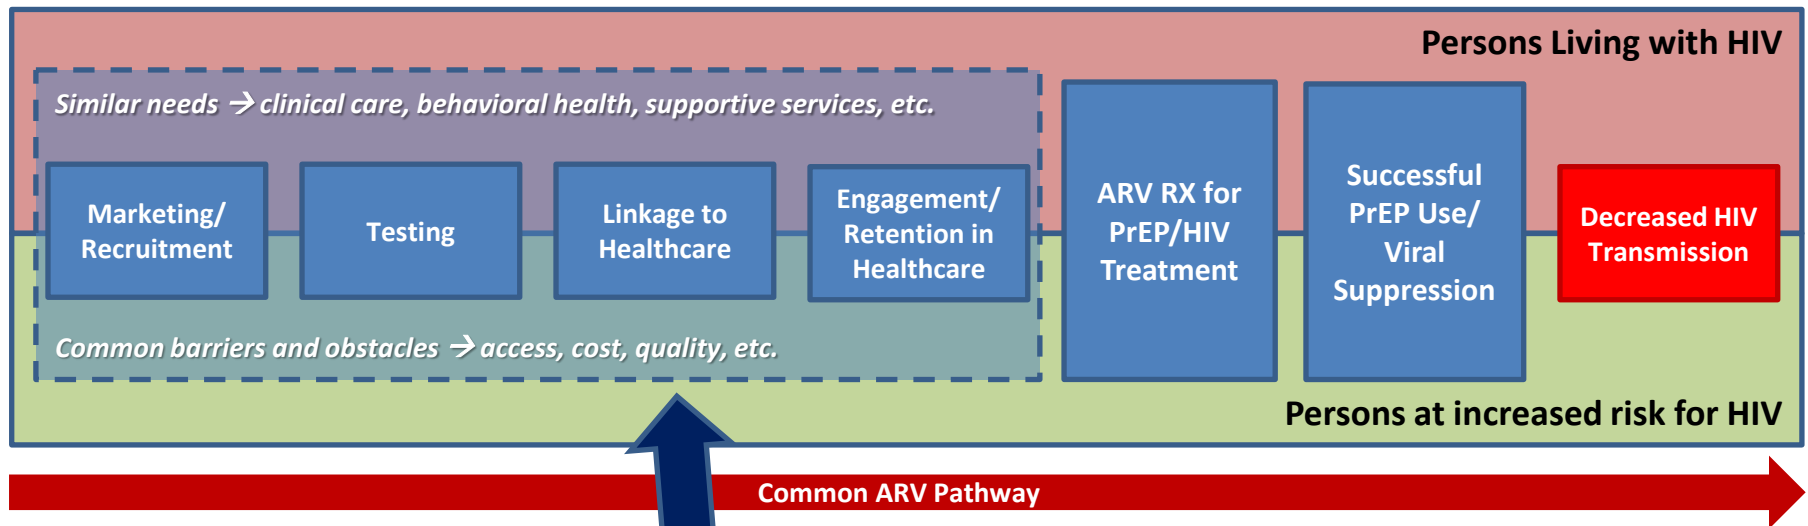 Persons Living with HIV
Similar needs → clinical care, behavioral health, supportive services, etc.
Marketing/
Recruitment
Testing
Linkage to
Healthcare
Engagement/
Retention in
Healthcare
ARV RX for
PrEP/HIV
Treatment
Successful
PrEP Use/
Viral
Suppression
Decreased HIV
Transmission
Common barriers and obstacles → access, cost, quality, etc.
Persons at increased risk for HIV
Common ARV Pathway